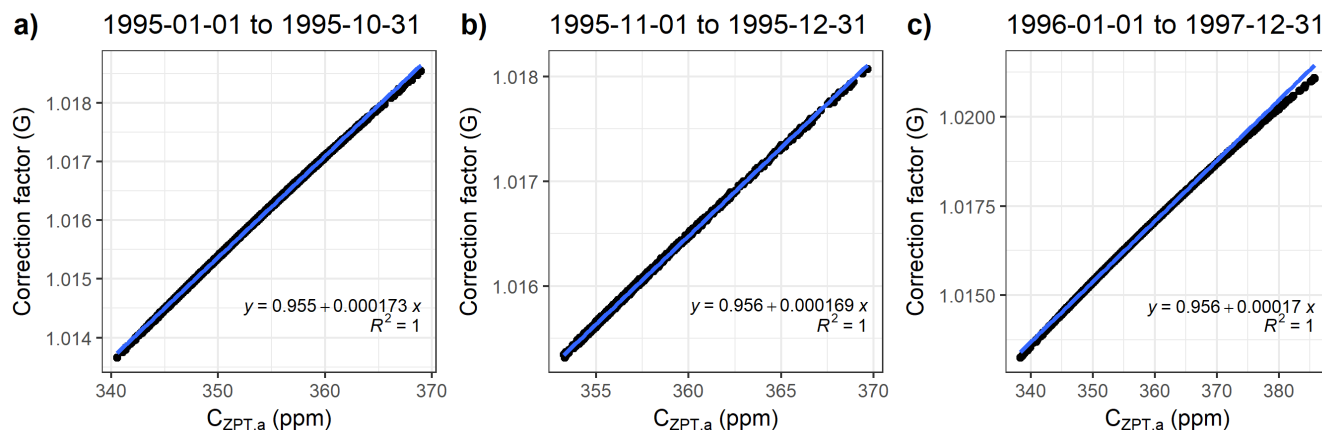 a) 1995-01-01 to 1995-10-31
Correction factor (G)
1.018
1.017
1.016
1.015
1.014
y = 0.955 + 0.000173 x
R² = 1
340 350 360 370
C_ZPT,a (ppm)
b) 1995-11-01 to 1995-12-31
Correction factor (G)
1.018
1.017
1.016
y = 0.956 + 0.000169 x
R² = 1
355 360 365 370
C_ZPT,a (ppm)
c) 1996-01-01 to 1997-12-31
Correction factor (G)
1.0200
1.0175
1.0150
y = 0.956 + 0.00017 x
R² = 1
340 350 360 370 380
C_ZPT,a (ppm)